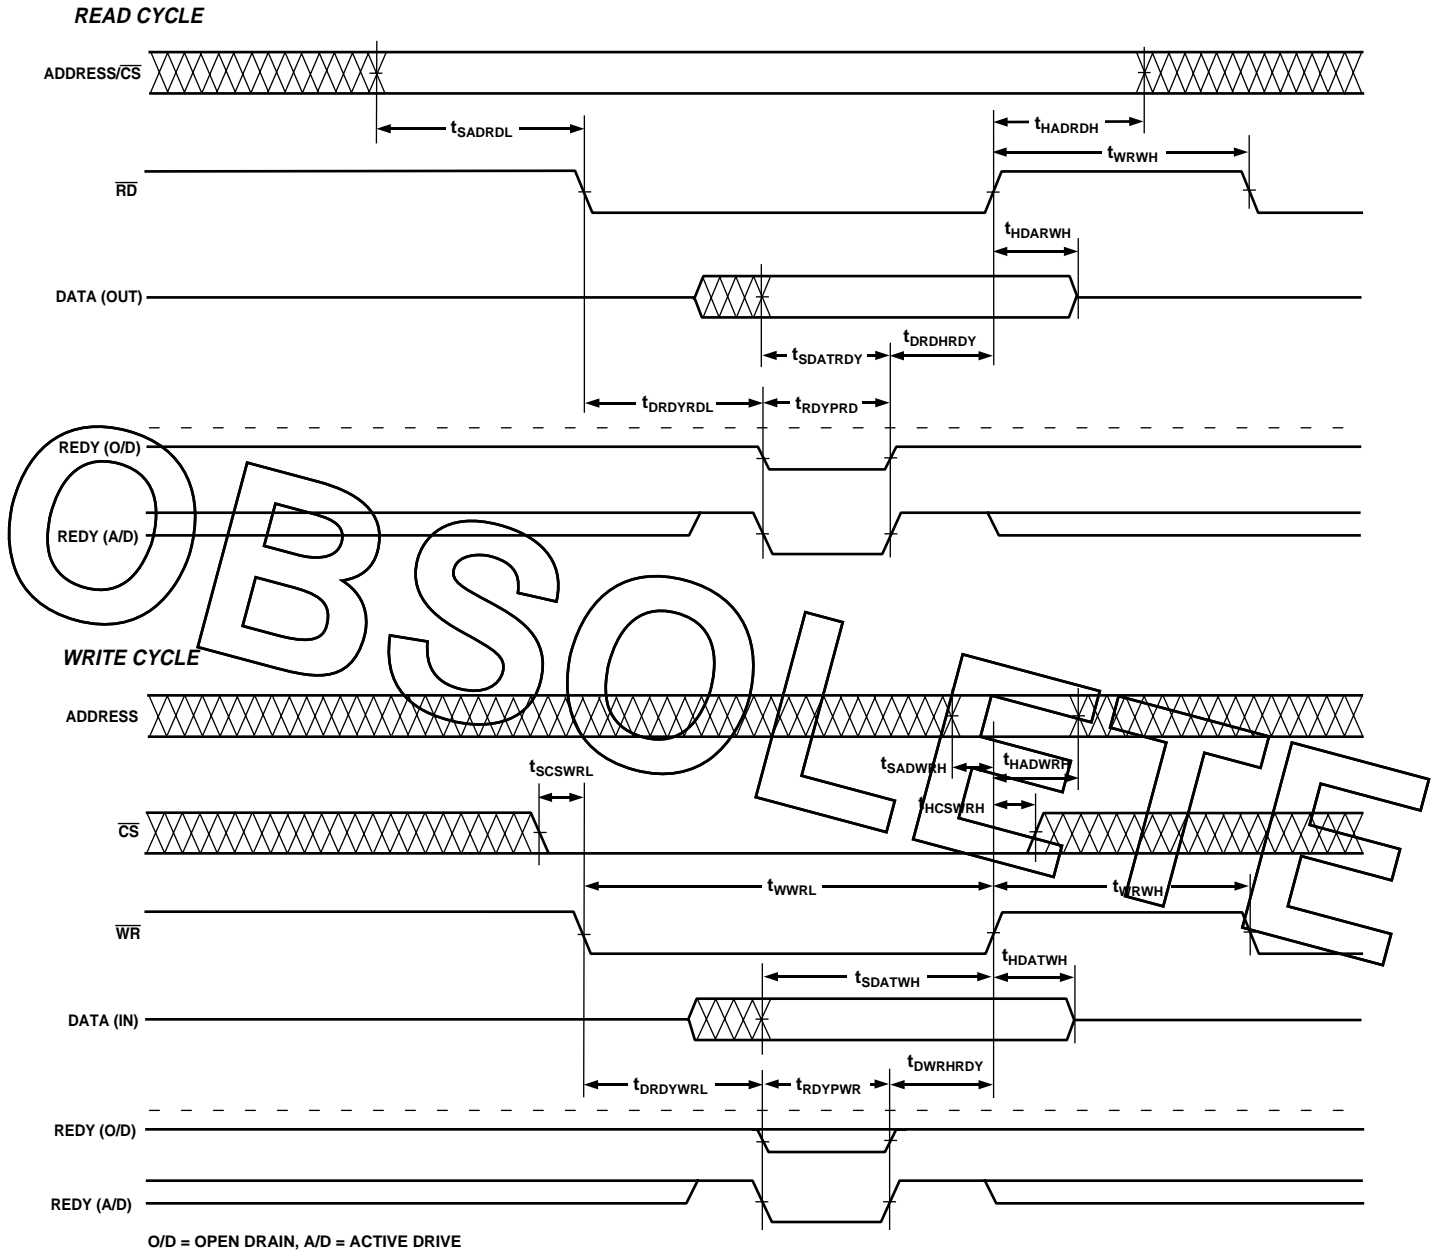 READ CYCLE
ADDRESS/CS
tSADRDL
tHADRDH
tWRWH
RD
tHDARWH
DATA (OUT)
tDRDHRDY
tSDATRDY
tDRDYRDL
tRDYPRD
REDY (O/D)
REDY (A/D)
OBSOLETE
WRITE CYCLE
ADDRESS
tSCSWRL
tSADWRH
tHADWRH
tHCSWRH
CS
tWWRL
tWRWH
WR
tHDATWH
tSDATWH
DATA (IN)
tDWRHRDY
tDRDYWRL
tRDYPWR
REDY (O/D)
REDY (A/D)
O/D = OPEN DRAIN, A/D = ACTIVE DRIVE